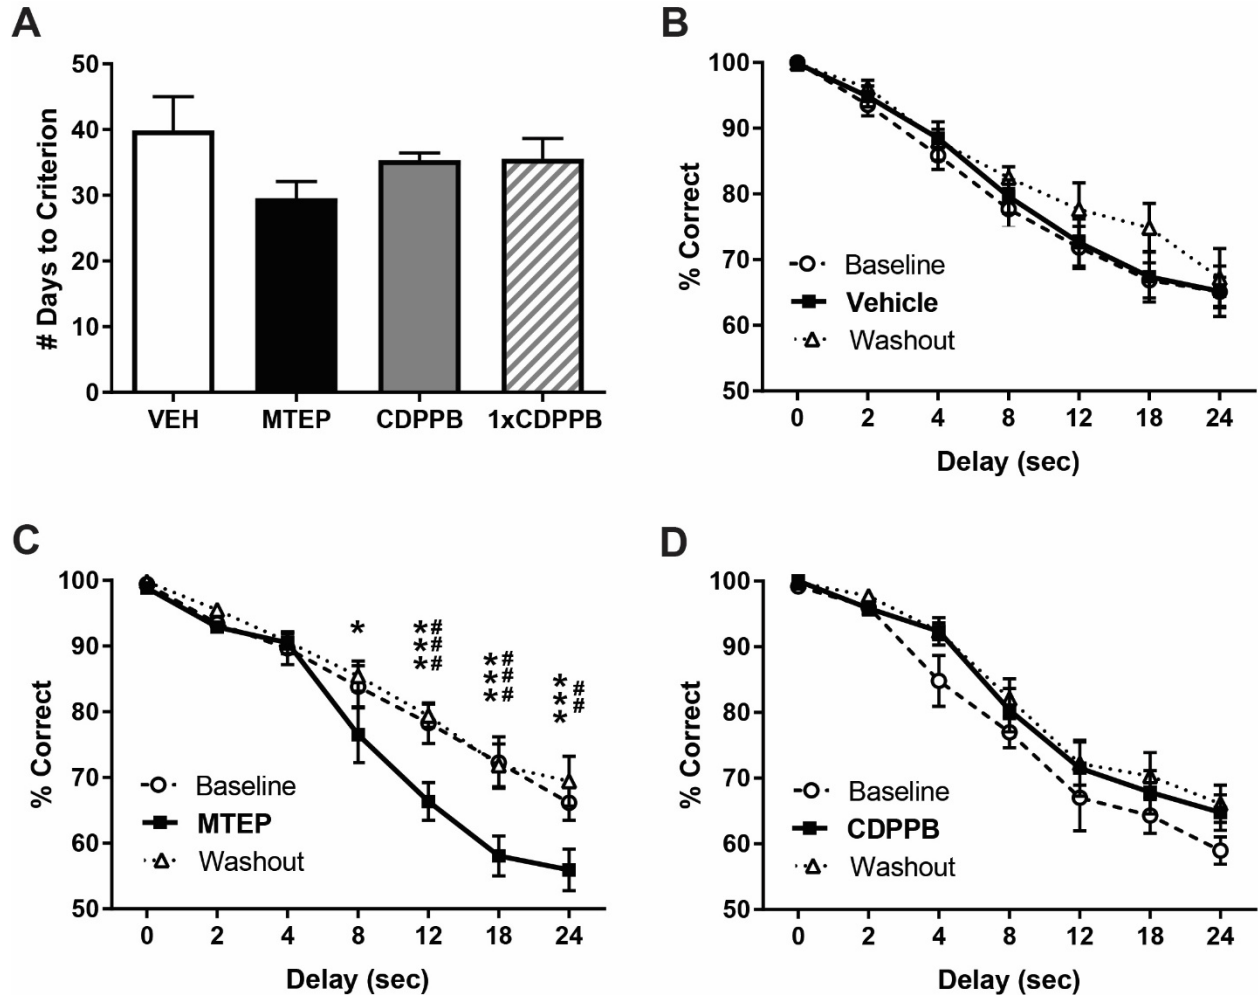 A
# Days to Criterion
50
40
30
20
10
0
VEH MTEP CDPPB 1xCDPPB
B
% Correct
100
90
80
70
60
50
Baseline
Vehicle
Washout
0 2 4 8 12 18 24
Delay (sec)
C
% Correct
100
90
80
70
60
50
* *# *# *
*# *# *#
*# *# *#
Baseline
MTEP
Washout
0 2 4 8 12 18 24
Delay (sec)
D
% Correct
100
90
80
70
60
50
Baseline
CDPPB
Washout
0 2 4 8 12 18 24
Delay (sec)